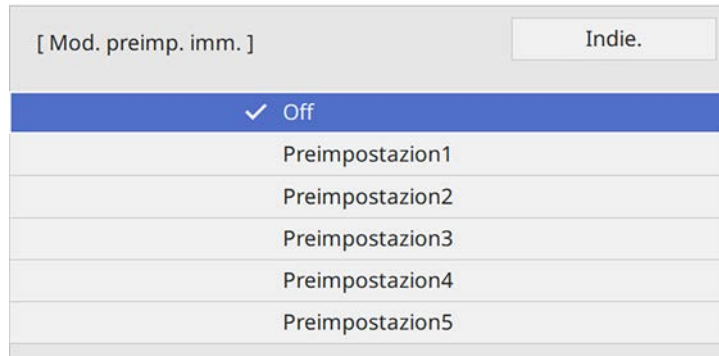 [ Mod. preimp. imm. ]
Indie.
Off
Preimpostazion1
Preimpostazion2
Preimpostazion3
Preimpostazion4
Preimpostazion5